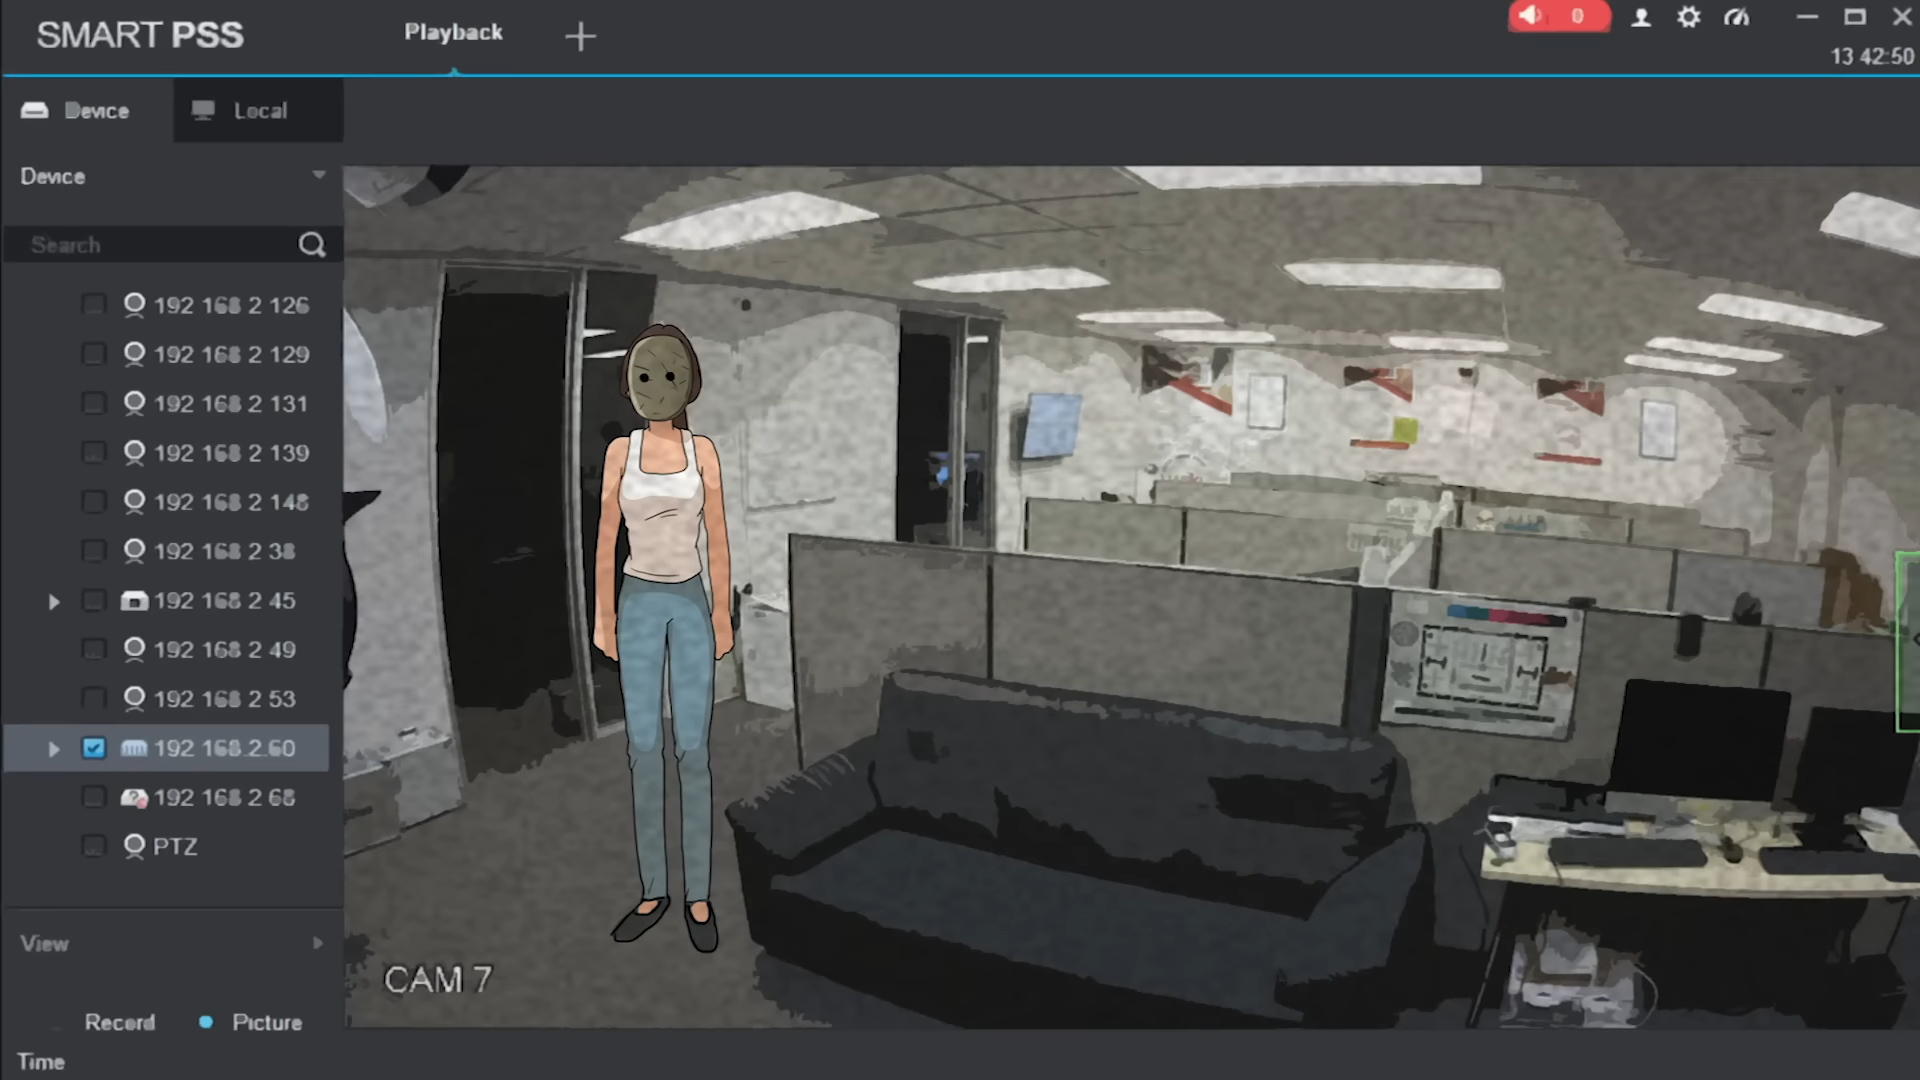 SMART PSS
Playback
0
13 42:50
Device
Local
Device
Search
192 168 2 126
192 168 2 129
192 168 2 131
192 168 2 139
192 168 2 148
192 168 2 38
192 168 2 45
192 168 2 49
192 168 2 53
192 168.2.60
192 168 2 68
PTZ
View
CAM 7
Record
Picture
Time